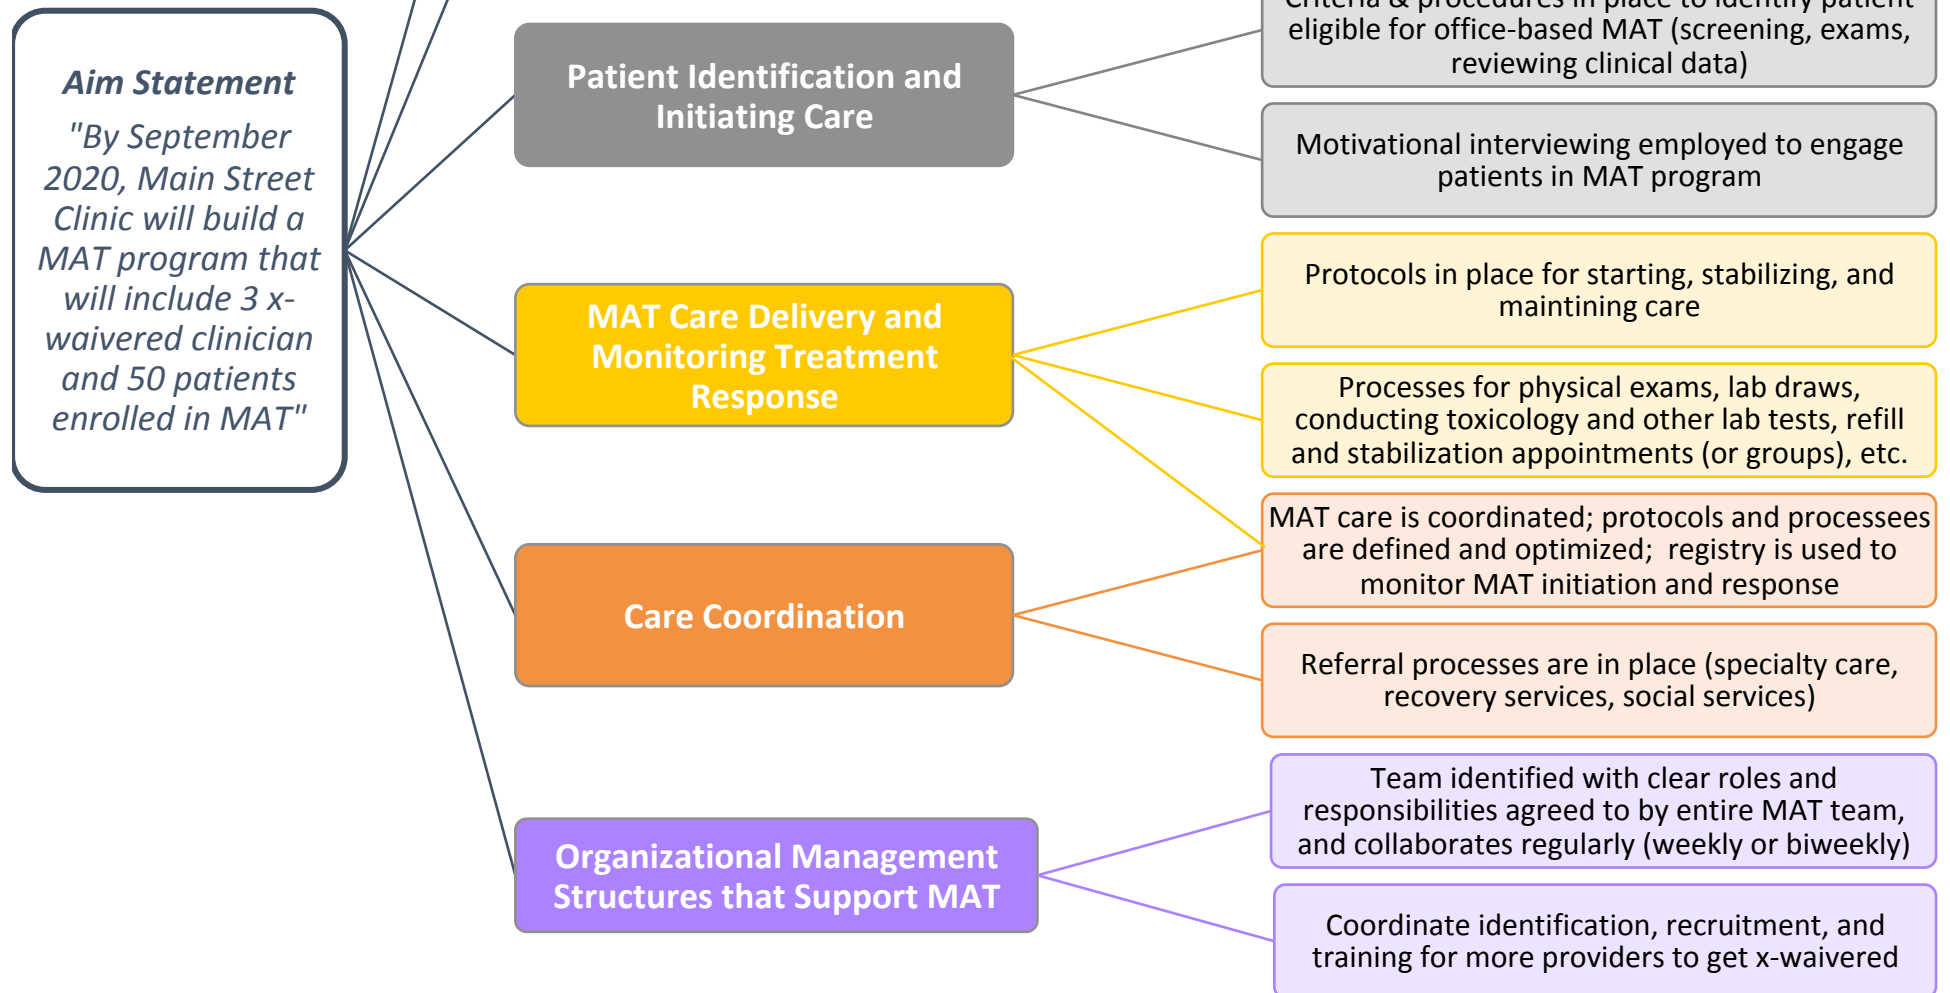 Aim Statement
"By September
2020, Main Street
Clinic will build a
MAT program that
will include 3 x-
waivered clinician
and 50 patients
enrolled in MAT"
Patient Identification and
Initiating Care
MAT Care Delivery and
Monitoring Treatment
Response
Care Coordination
Organizational Management
Structures that Support MAT
Criteria & procedures in place to identify patient
eligible for office-based MAT (screening, exams,
reviewing clinical data)
Motivational interviewing employed to engage
patients in MAT program
Protocols in place for starting, stabilizing, and
maintining care
Processes for physical exams, lab draws,
conducting toxicology and other lab tests, refill
and stabilization appointments (or groups), etc.
MAT care is coordinated; protocols and processees
are defined and optimized;  registry is used to
monitor MAT initiation and response
Referral processes are in place (specialty care,
recovery services, social services)
Team identified with clear roles and
responsibilities agreed to by entire MAT team,
and collaborates regularly (weekly or biweekly)
Coordinate identification, recruitment, and
training for more providers to get x-waivered